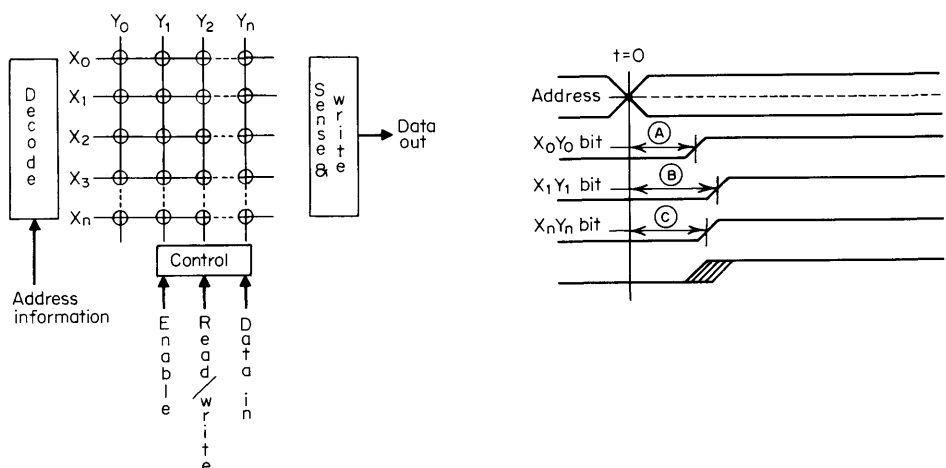 Y0 Y1 Y2 Yn
X0
X1
X2
X3
Xn
Decode
Sense & write
Data out
Address information
Control
Enable
Read/write
Data in
t=0
Address
X0Y0 bit
A
X1Y1 bit
B
XnYn bit
C